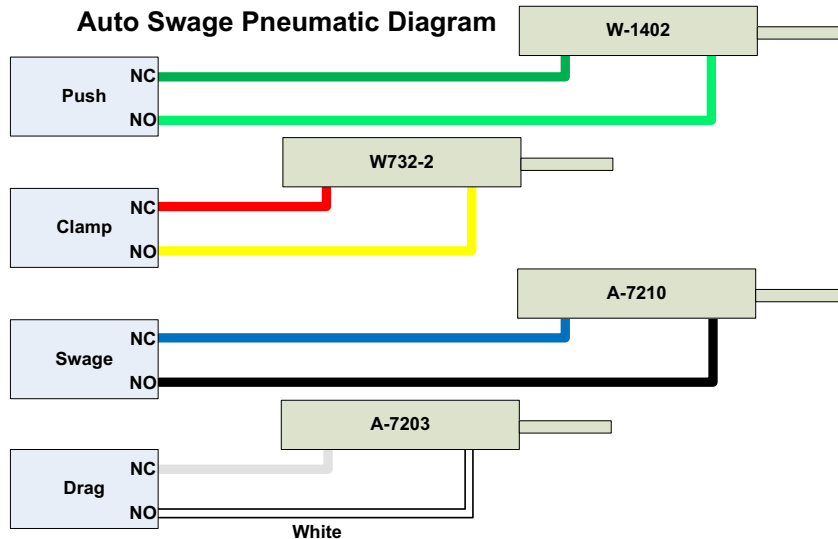 Auto Swage Pneumatic Diagram
W-1402
NC
Push
NO
W732-2
NC
Clamp
NO
A-7210
NC
Swage
NO
A-7203
NC
Drag
NO
White